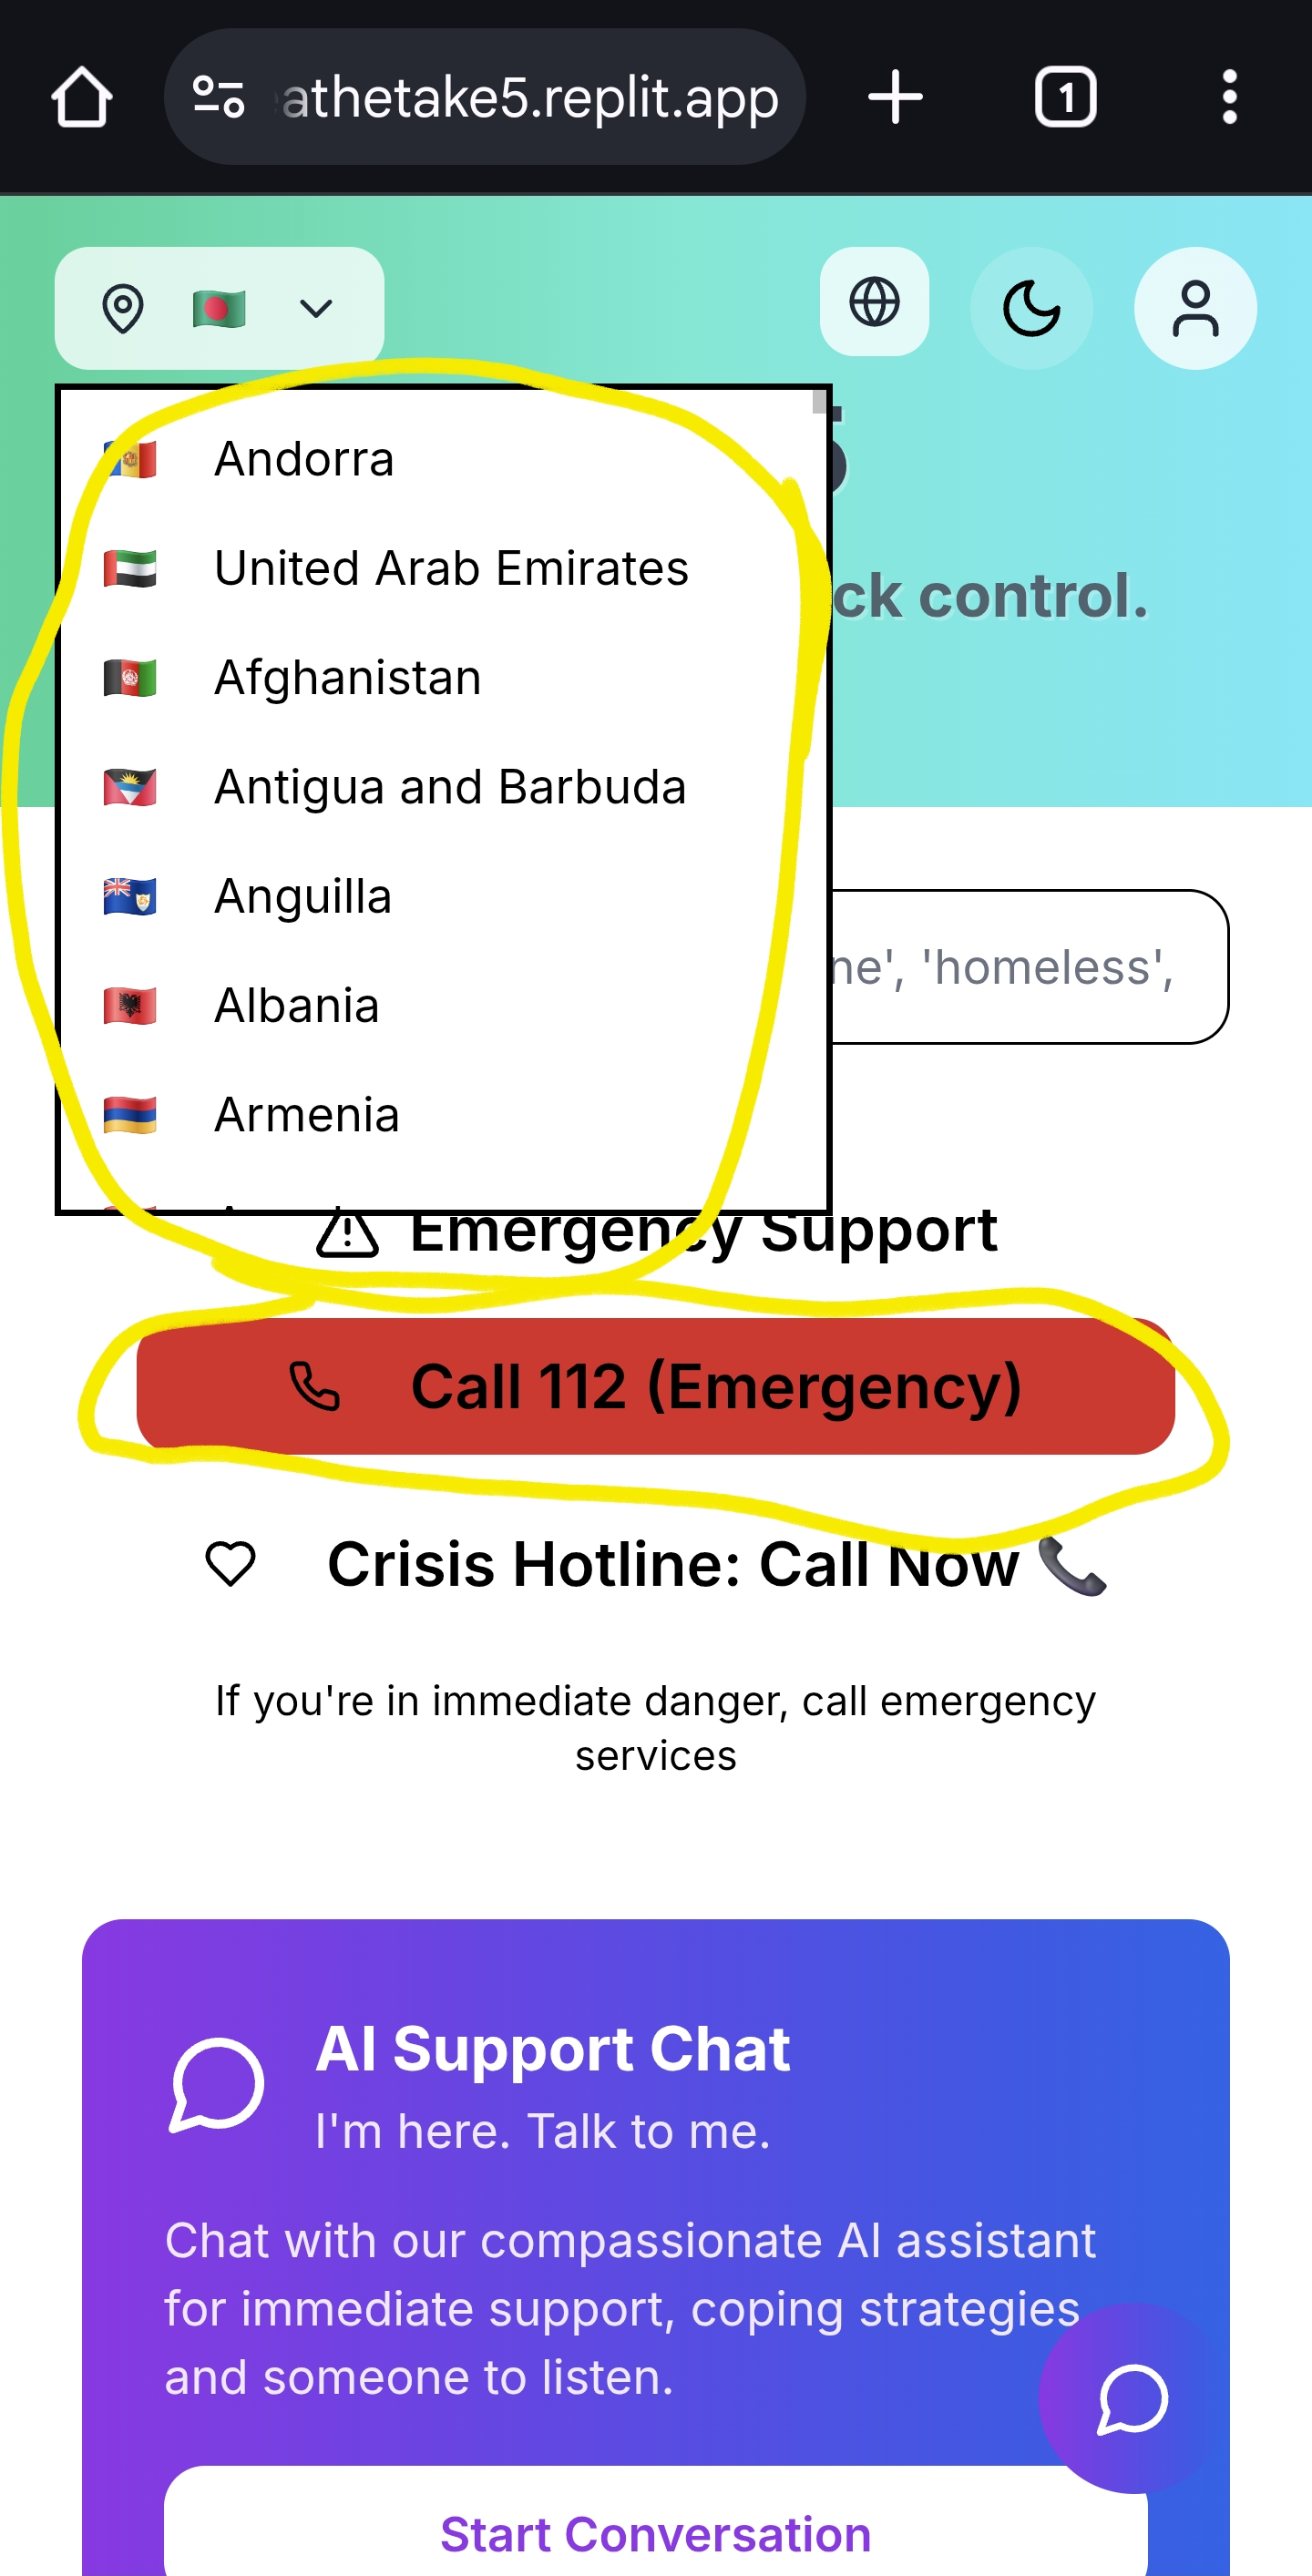 athetake5.replit.app
1
Andorra
United Arab Emirates
Afghanistan
Antigua and Barbuda
Anguilla
Albania
Armenia
5
ck control.
ne', 'homeless',
Emergency Support
Call 112 (Emergency)
Crisis Hotline: Call Now
If you're in immediate danger, call emergency
services
AI Support Chat
I'm here. Talk to me.
Chat with our compassionate AI assistant
for immediate support, coping strategies,
and someone to listen.
Start Conversation